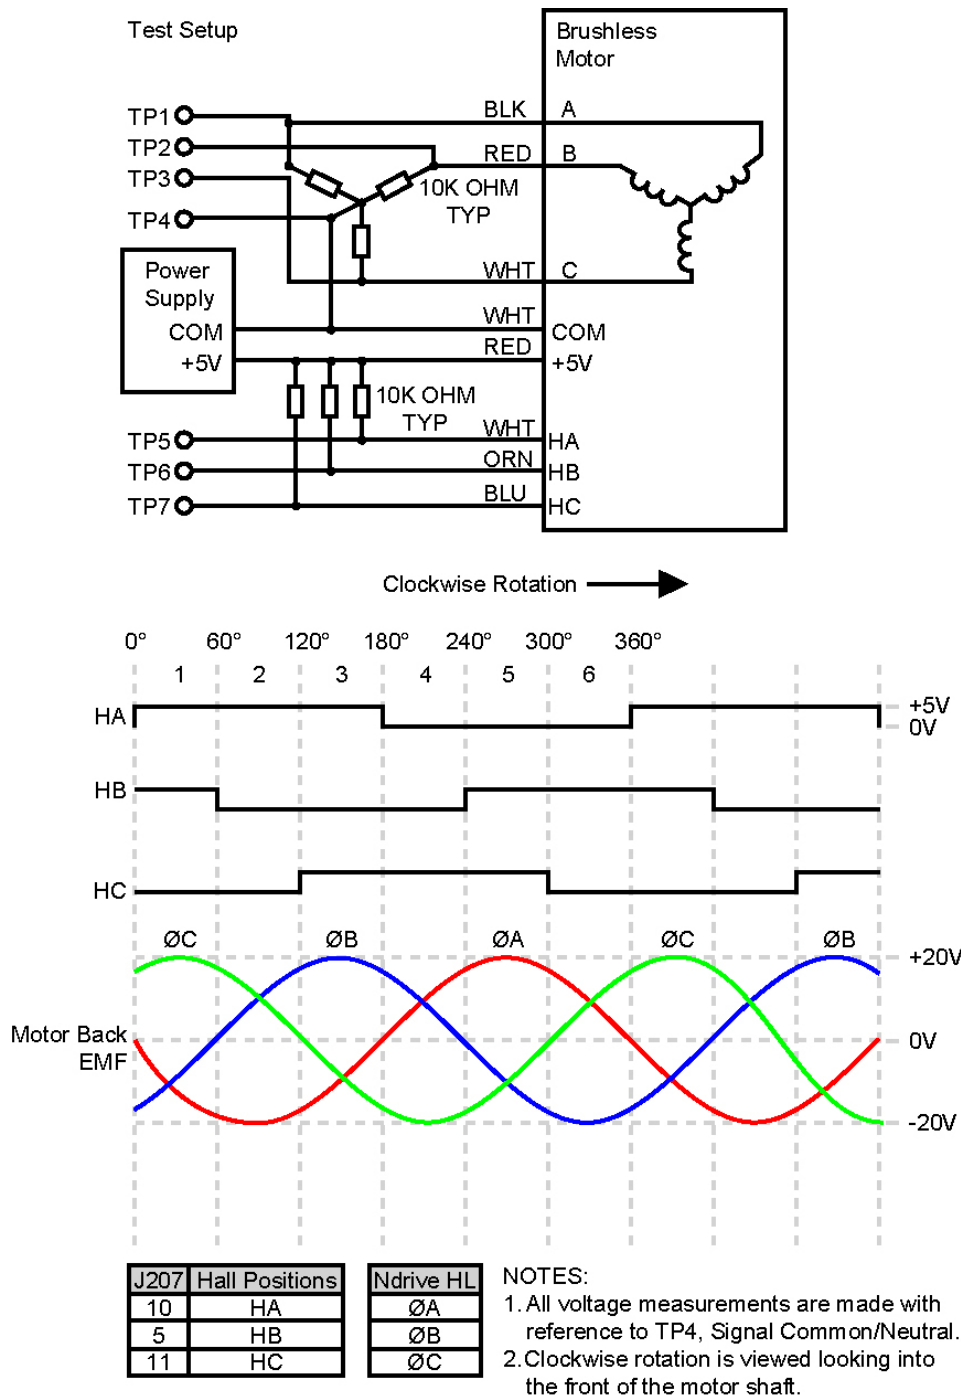 Test Setup
Brushless
Motor
TP1
BLK
A
TP2
RED
B
TP3
10K OHM
TYP
TP4
Power
Supply
WHT
C
COM
WHT
COM
+5V
RED
+5V
10K OHM
TYP
TP5
WHT
HA
TP6
ORN
HB
TP7
BLU
HC
Clockwise Rotation
0° 60° 120° 180° 240° 300° 360°
1 2 3 4 5 6
HA
+5V
0V
HB
HC
ØC ØB ØA ØC ØB
+20V
Motor Back
EMF
0V
-20V
J207 Hall Positions
10 HA
5 HB
11 HC
Ndrive HL
ØA
ØB
ØC
NOTES:
1. All voltage measurements are made with
reference to TP4, Signal Common/Neutral.
2. Clockwise rotation is viewed looking into
the front of the motor shaft.